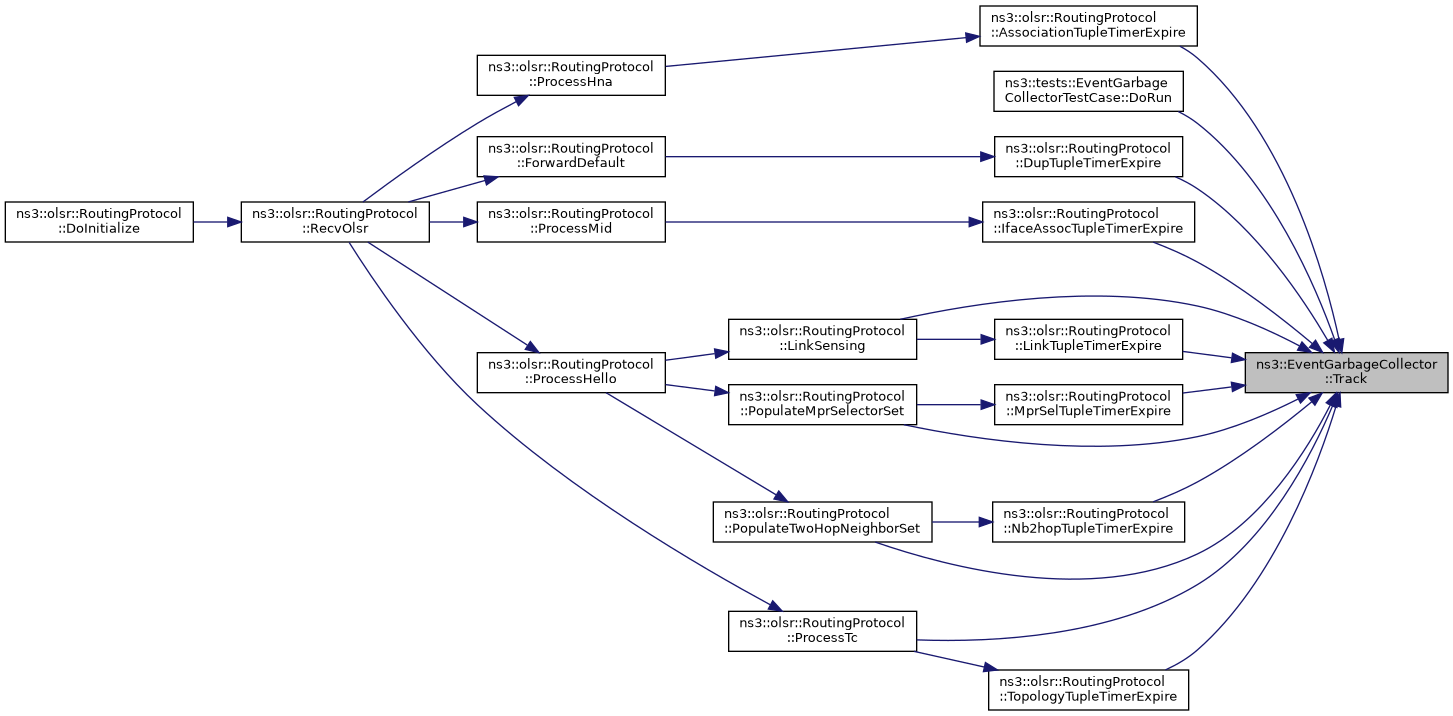 ns3::olsr::RoutingProtocol
::AssociationTupleTimerExpire
ns3::olsr::RoutingProtocol
::ProcessHna
ns3::tests::EventGarbage
CollectorTestCase::DoRun
ns3::olsr::RoutingProtocol
::ForwardDefault
ns3::olsr::RoutingProtocol
::DupTupleTimerExpire
ns3::olsr::RoutingProtocol
::DoInitialize
ns3::olsr::RoutingProtocol
::RecvOlsr
ns3::olsr::RoutingProtocol
::ProcessMid
ns3::olsr::RoutingProtocol
::IfaceAssocTupleTimerExpire
ns3::olsr::RoutingProtocol
::LinkSensing
ns3::olsr::RoutingProtocol
::LinkTupleTimerExpire
ns3::olsr::RoutingProtocol
::ProcessHello
ns3::EventGarbageCollector
::Track
ns3::olsr::RoutingProtocol
::PopulateMprSelectorSet
ns3::olsr::RoutingProtocol
::MprSelTupleTimerExpire
ns3::olsr::RoutingProtocol
::PopulateTwoHopNeighborSet
ns3::olsr::RoutingProtocol
::Nb2hopTupleTimerExpire
ns3::olsr::RoutingProtocol
::ProcessTc
ns3::olsr::RoutingProtocol
::TopologyTupleTimerExpire